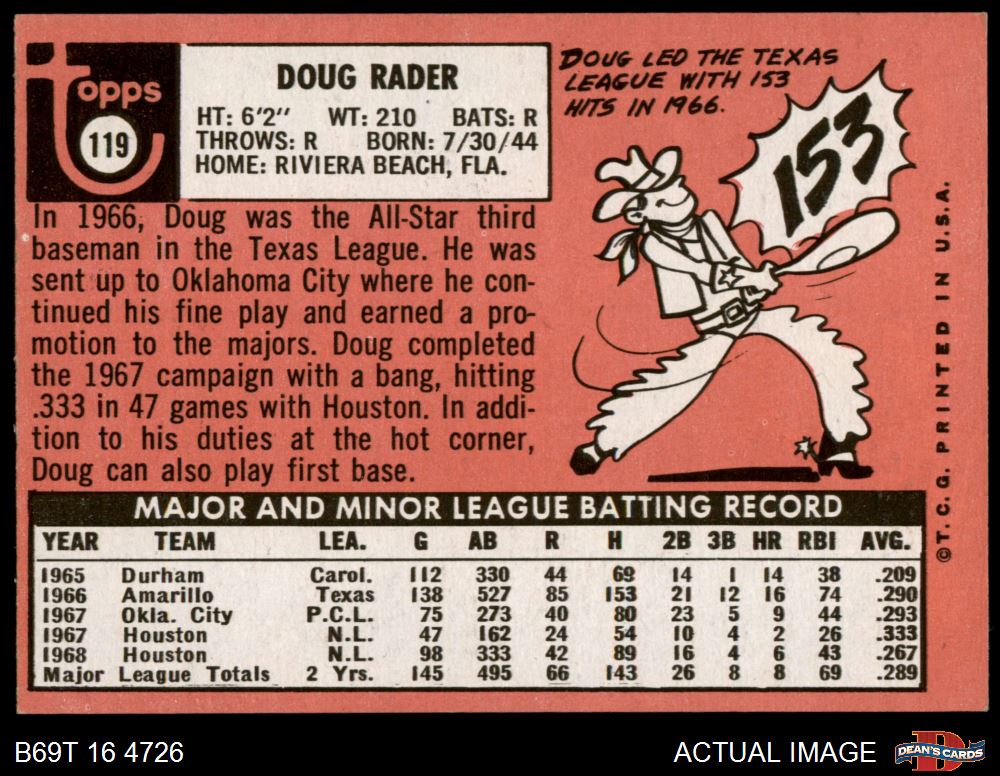 topps
119
DOUG RADER
HT: 6'2" WT: 210 BATS: R
THROWS: R BORN: 7/30/44
HOME: RIVIERA BEACH, FLA.
DOUG LED THE TEXAS
LEAGUE WITH 153
HITS IN 1966.
153
In 1966, Doug was the All-Star third
baseman in the Texas League. He was
sent up to Oklahoma City where he con-
tinued his fine play and earned a pro-
motion to the majors. Doug completed
the 1967 campaign with a bang, hitting
.333 in 47 games with Houston. In addi-
tion to his duties at the hot corner,
Doug can also play first base.
MAJOR AND MINOR LEAGUE BATTING RECORD
YEAR TEAM LEA. G AB R H 2B 3B HR RBI AVG.
1965 Durham Carol. 112 330 44 69 14 1 14 38 .209
1966 Amarillo Texas 138 527 85 153 21 12 16 74 .290
1967 Okla. City P.C.L. 75 273 40 80 23 5 9 44 .293
1967 Houston N.L. 47 162 24 54 10 4 2 26 .333
1968 Houston N.L. 98 333 42 89 16 4 6 43 .267
Major League Totals 2 Yrs. 145 495 66 143 26 8 8 69 .289
©T.C.G. PRINTED IN U.S.A.
B69T 16 4726
ACTUAL IMAGE
D
DEAN'S CARDS